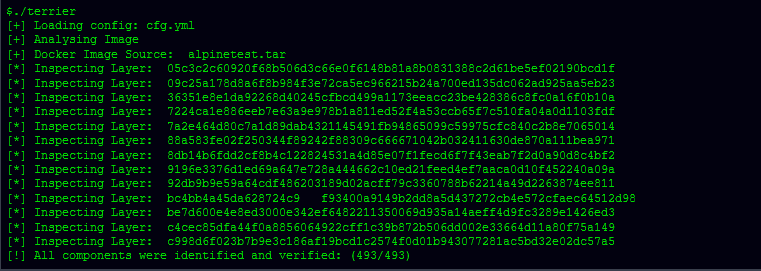 $./terrier
[+] Loading config: cfg.yml
[+] Analysing Image
[+] Docker Image Source: alpinetest.tar
[*] Inspecting Layer: 05c3c2c60920f68b506d3c66e0f6148b81a8b0831388c2d61be5ef02190bcd1f
[*] Inspecting Layer: 09c25a178d8a6f8b984f3e72ca5ec966215b24a700ed135dc062ad925aa5eb23
[*] Inspecting Layer: 36351e8e1da92268d40245cfbcd499a1173eeacc23be428386c8fc0a16f0b10a
[*] Inspecting Layer: 7224ca1e886eeb7e63a9e978b1a811ed52f4a53ccb65f7c510fa04a0d1103fdf
[*] Inspecting Layer: 7a2e464d80c7a1d89dab4321145491fb94865099c59975cfc840c2b8e7065014
[*] Inspecting Layer: 88a583fe02f250344f89242f88309c666671042b032411630de870a111bea971
[*] Inspecting Layer: 8db14b6fdd2cf8b4c122824531a4d85e07f1fecd6f7f43eab7f2d0a90d8c4bf2
[*] Inspecting Layer: 9196e3376d1ed69a647e728a444662c10ed21feed4ef7aaca0d10f452240a09a
[*] Inspecting Layer: 92db9b9e59a64cdf486203189d02acff79c3360788b62214a49d2263874ee811
[*] Inspecting Layer: bc4bb4a45da628724c9 f93400a9149b2dd8a5d437272cb4e572cfaec64512d98
[*] Inspecting Layer: be7d600e4e8ed3000e342ef6482211350069d935a14aeff4d9fc3289e1426ed3
[*] Inspecting Layer: c4cec85dfa44f0a8856064922cff1c39b872b506dd002e33664d11a80f75a149
[*] Inspecting Layer: c998d6f023b7b9e3c186af19bcd1c2574f0d01b943077281ac5bd32e02dc57a5
[!] All components were identified and verified: (493/493)